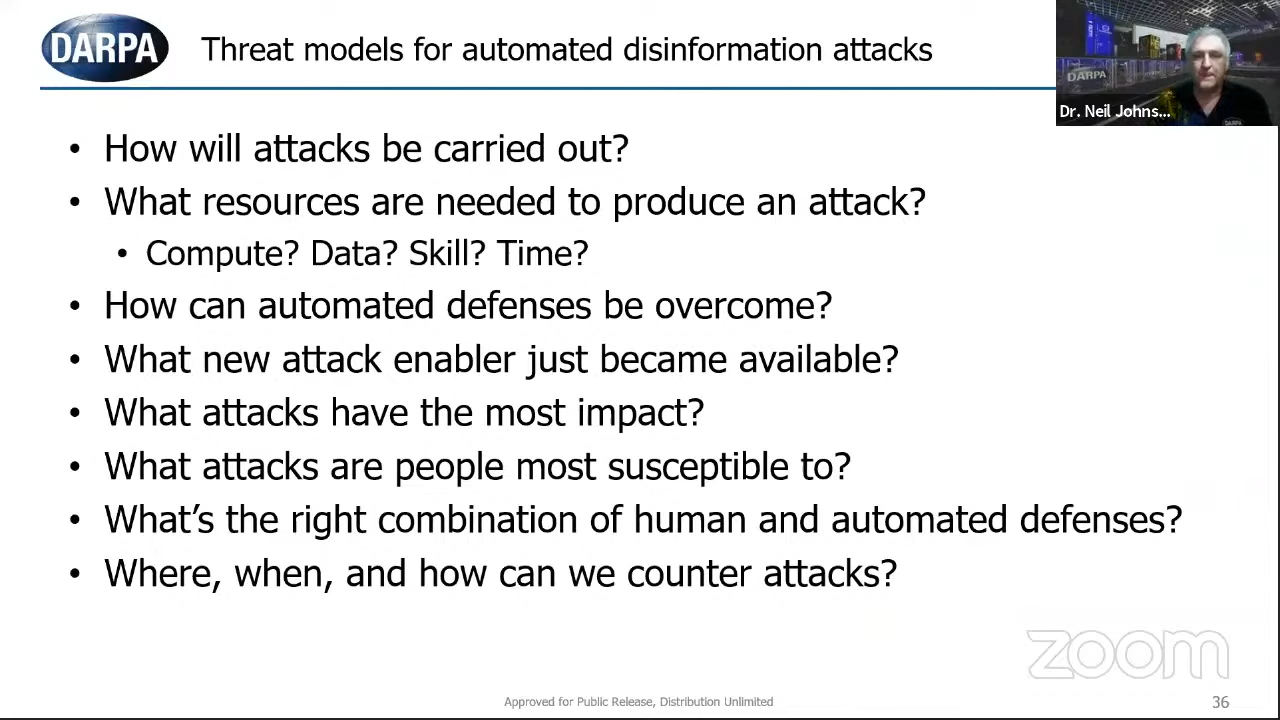 DARPA
Threat models for automated disinformation attacks
DARPA
Dr. Neil Johns...
DARPA
• How will attacks be carried out?
• What resources are needed to produce an attack?
• Compute? Data? Skill? Time?
• How can automated defenses be overcome?
• What new attack enabler just became available?
• What attacks have the most impact?
• What attacks are people most susceptible to?
• What’s the right combination of human and automated defenses?
• Where, when, and how can we counter attacks?
zoom
Approved for Public Release, Distribution Unlimited
36